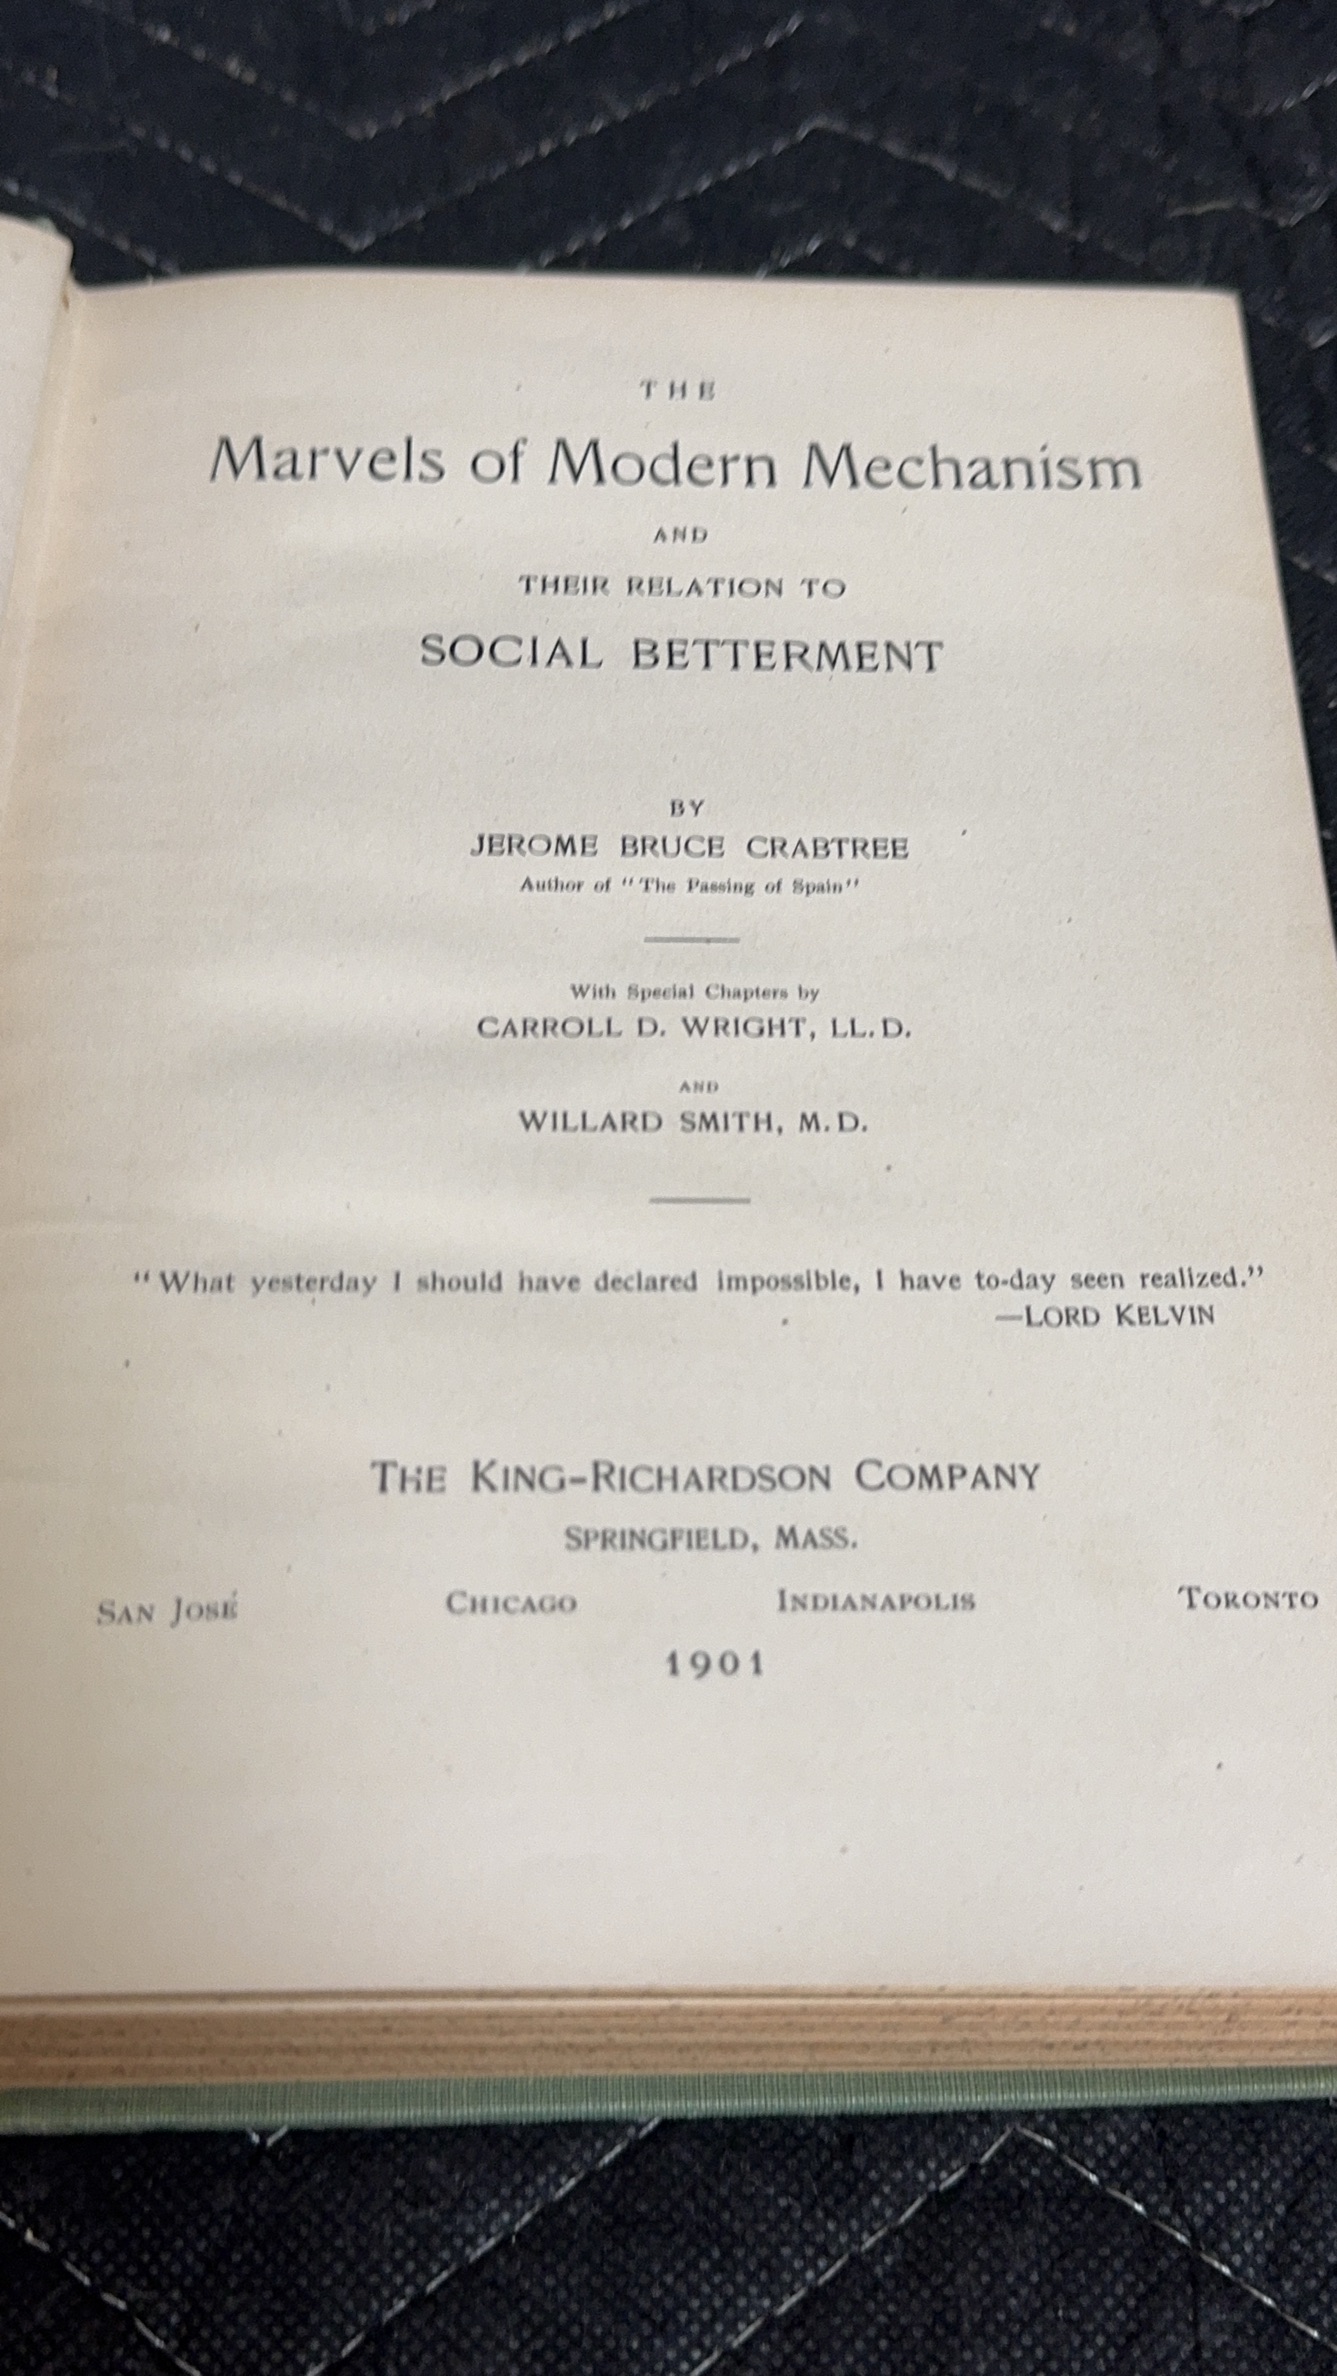 THE
Marvels of Modern Mechanism
AND
THEIR RELATION TO
SOCIAL BETTERMENT
BY
JEROME BRUCE CRABTREE
Author of "The Passing of Spain"
With Special Chapters by
CARROLL D. WRIGHT, LL.D.
AND
WILLARD SMITH, M.D.
"What yesterday I should have declared impossible, I have to-day seen realized."
—LORD KELVIN
THE KING-RICHARDSON COMPANY
SPRINGFIELD, MASS.
SAN JOSÉ CHICAGO INDIANAPOLIS TORONTO
1901